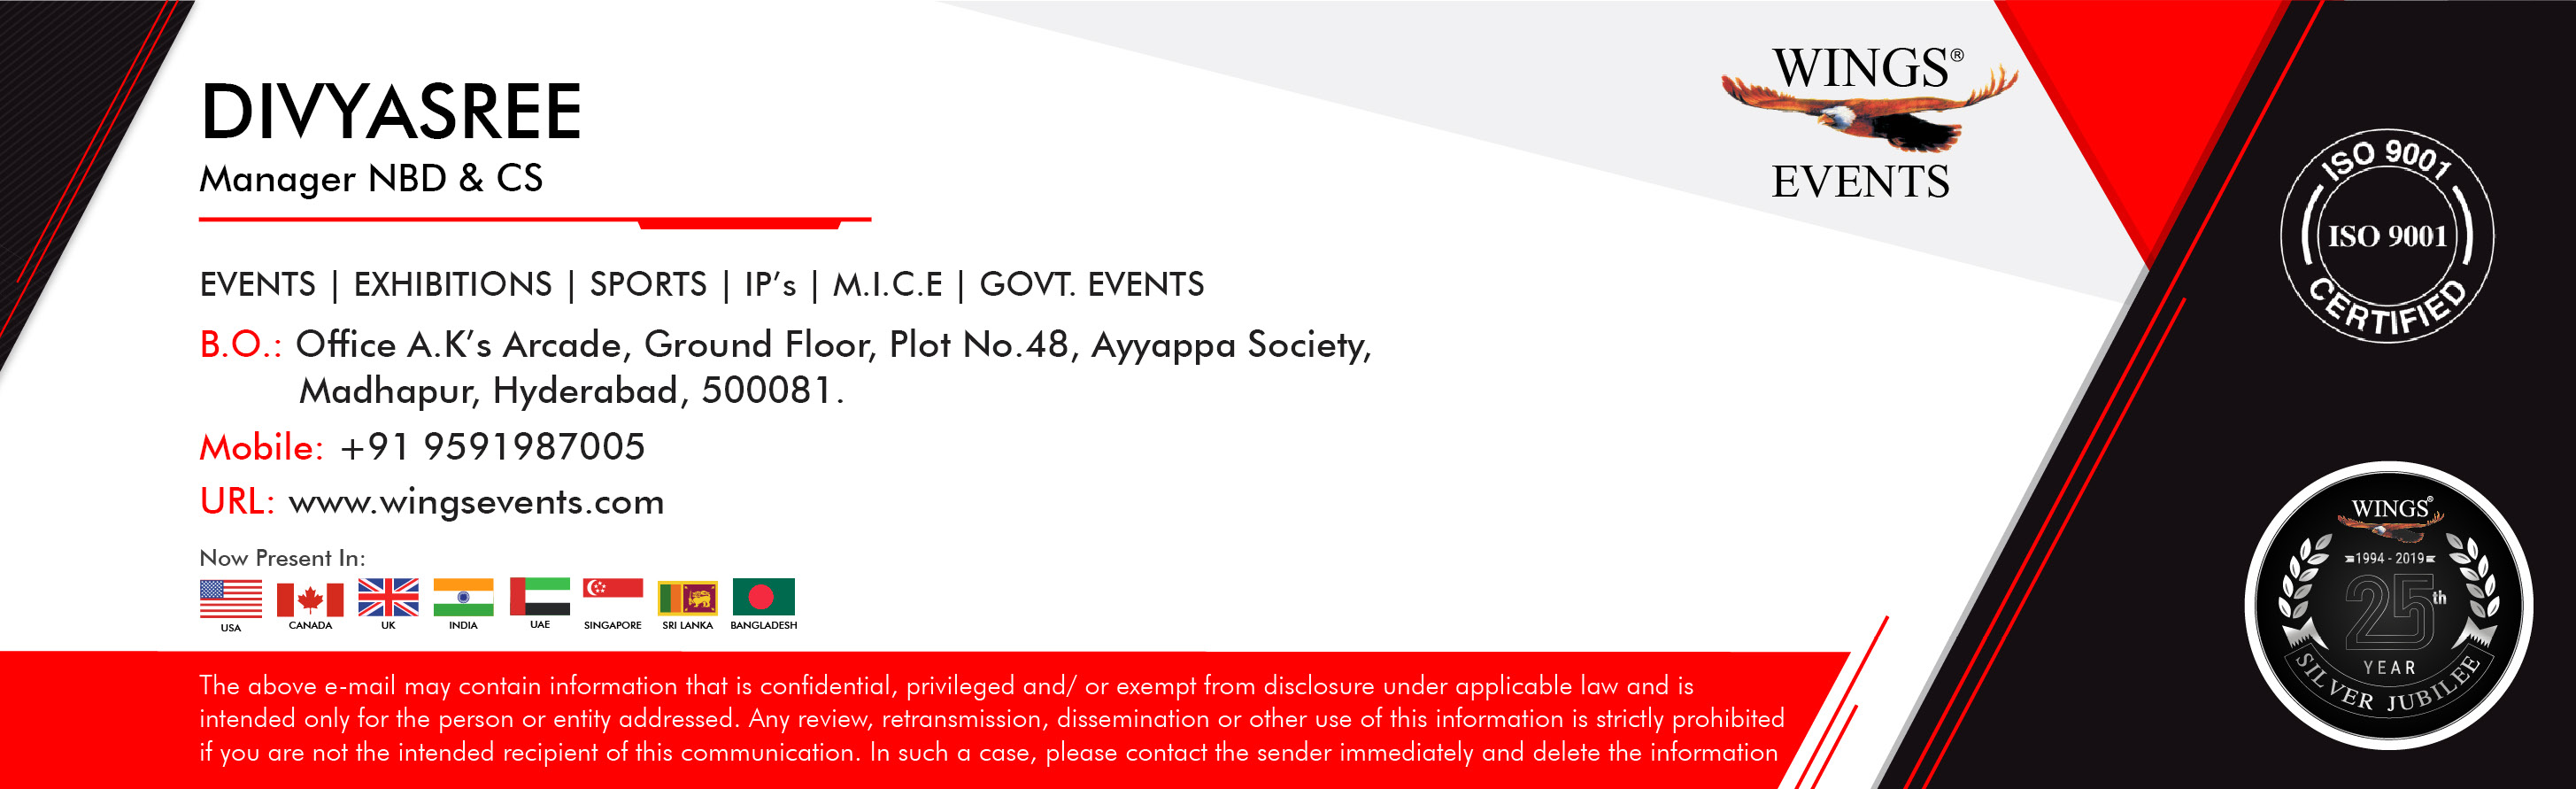 DIVYASREE
Manager NBD & CS
EVENTS | EXHIBITIONS | SPORTS | IP’s | M.I.C.E | GOVT. EVENTS
B.O.: Office A.K’s Arcade, Ground Floor, Plot No.48, Ayyappa Society,
Madhapur, Hyderabad, 500081.
Mobile: +91 9591987005
URL: www.wingsevents.com
Now Present In:
USA CANADA UK INDIA UAE SINGAPORE SRI LANKA BANGLADESH
The above e-mail may contain information that is confidential, privileged and/ or exempt from disclosure under applicable law and is
intended only for the person or entity addressed. Any review, retransmission, dissemination or other use of this information is strictly prohibited
if you are not the intended recipient of this communication. In such a case, please contact the sender immediately and delete the information
WINGS®
EVENTS
ISO 9001
ISO 9001
CERTIFIED
WINGS®
1994 - 2019
25th
YEAR
SILVER JUBILEE